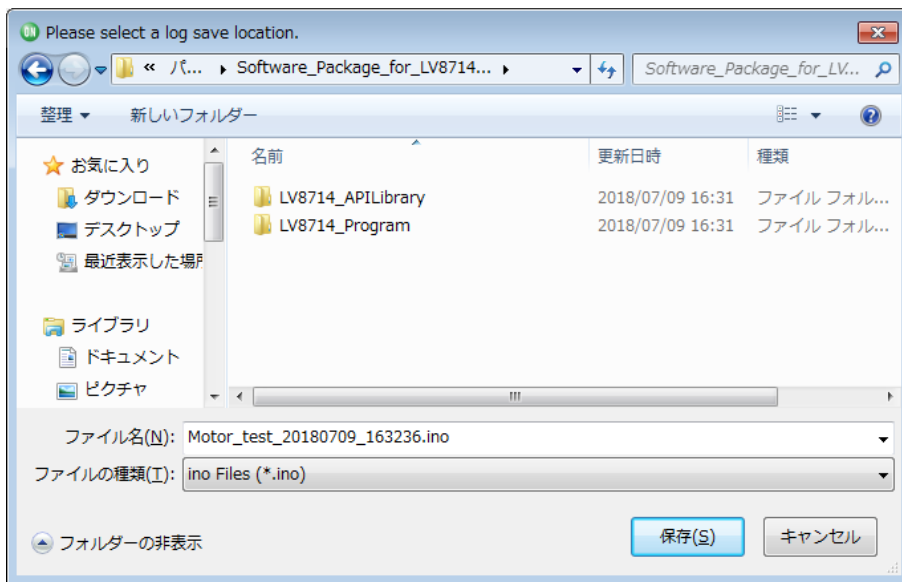 ON Please select a log save location.
« パ... ▸ Software_Package_for_LV8714... ▸
Software_Package_for_LV...
整理 新しいフォルダー
名前 更新日時 種類
お気に入り
ダウンロード
デスクトップ
最近表示した場所
ライブラリ
ドキュメント
ピクチャ
LV8714_APILibrary 2018/07/09 16:31 ファイル フォル...
LV8714_Program 2018/07/09 16:31 ファイル フォル...
ファイル名(N): Motor_test_20180709_163236.ino
ファイルの種類(T): ino Files (*.ino)
フォルダーの非表示
保存(S) キャンセル